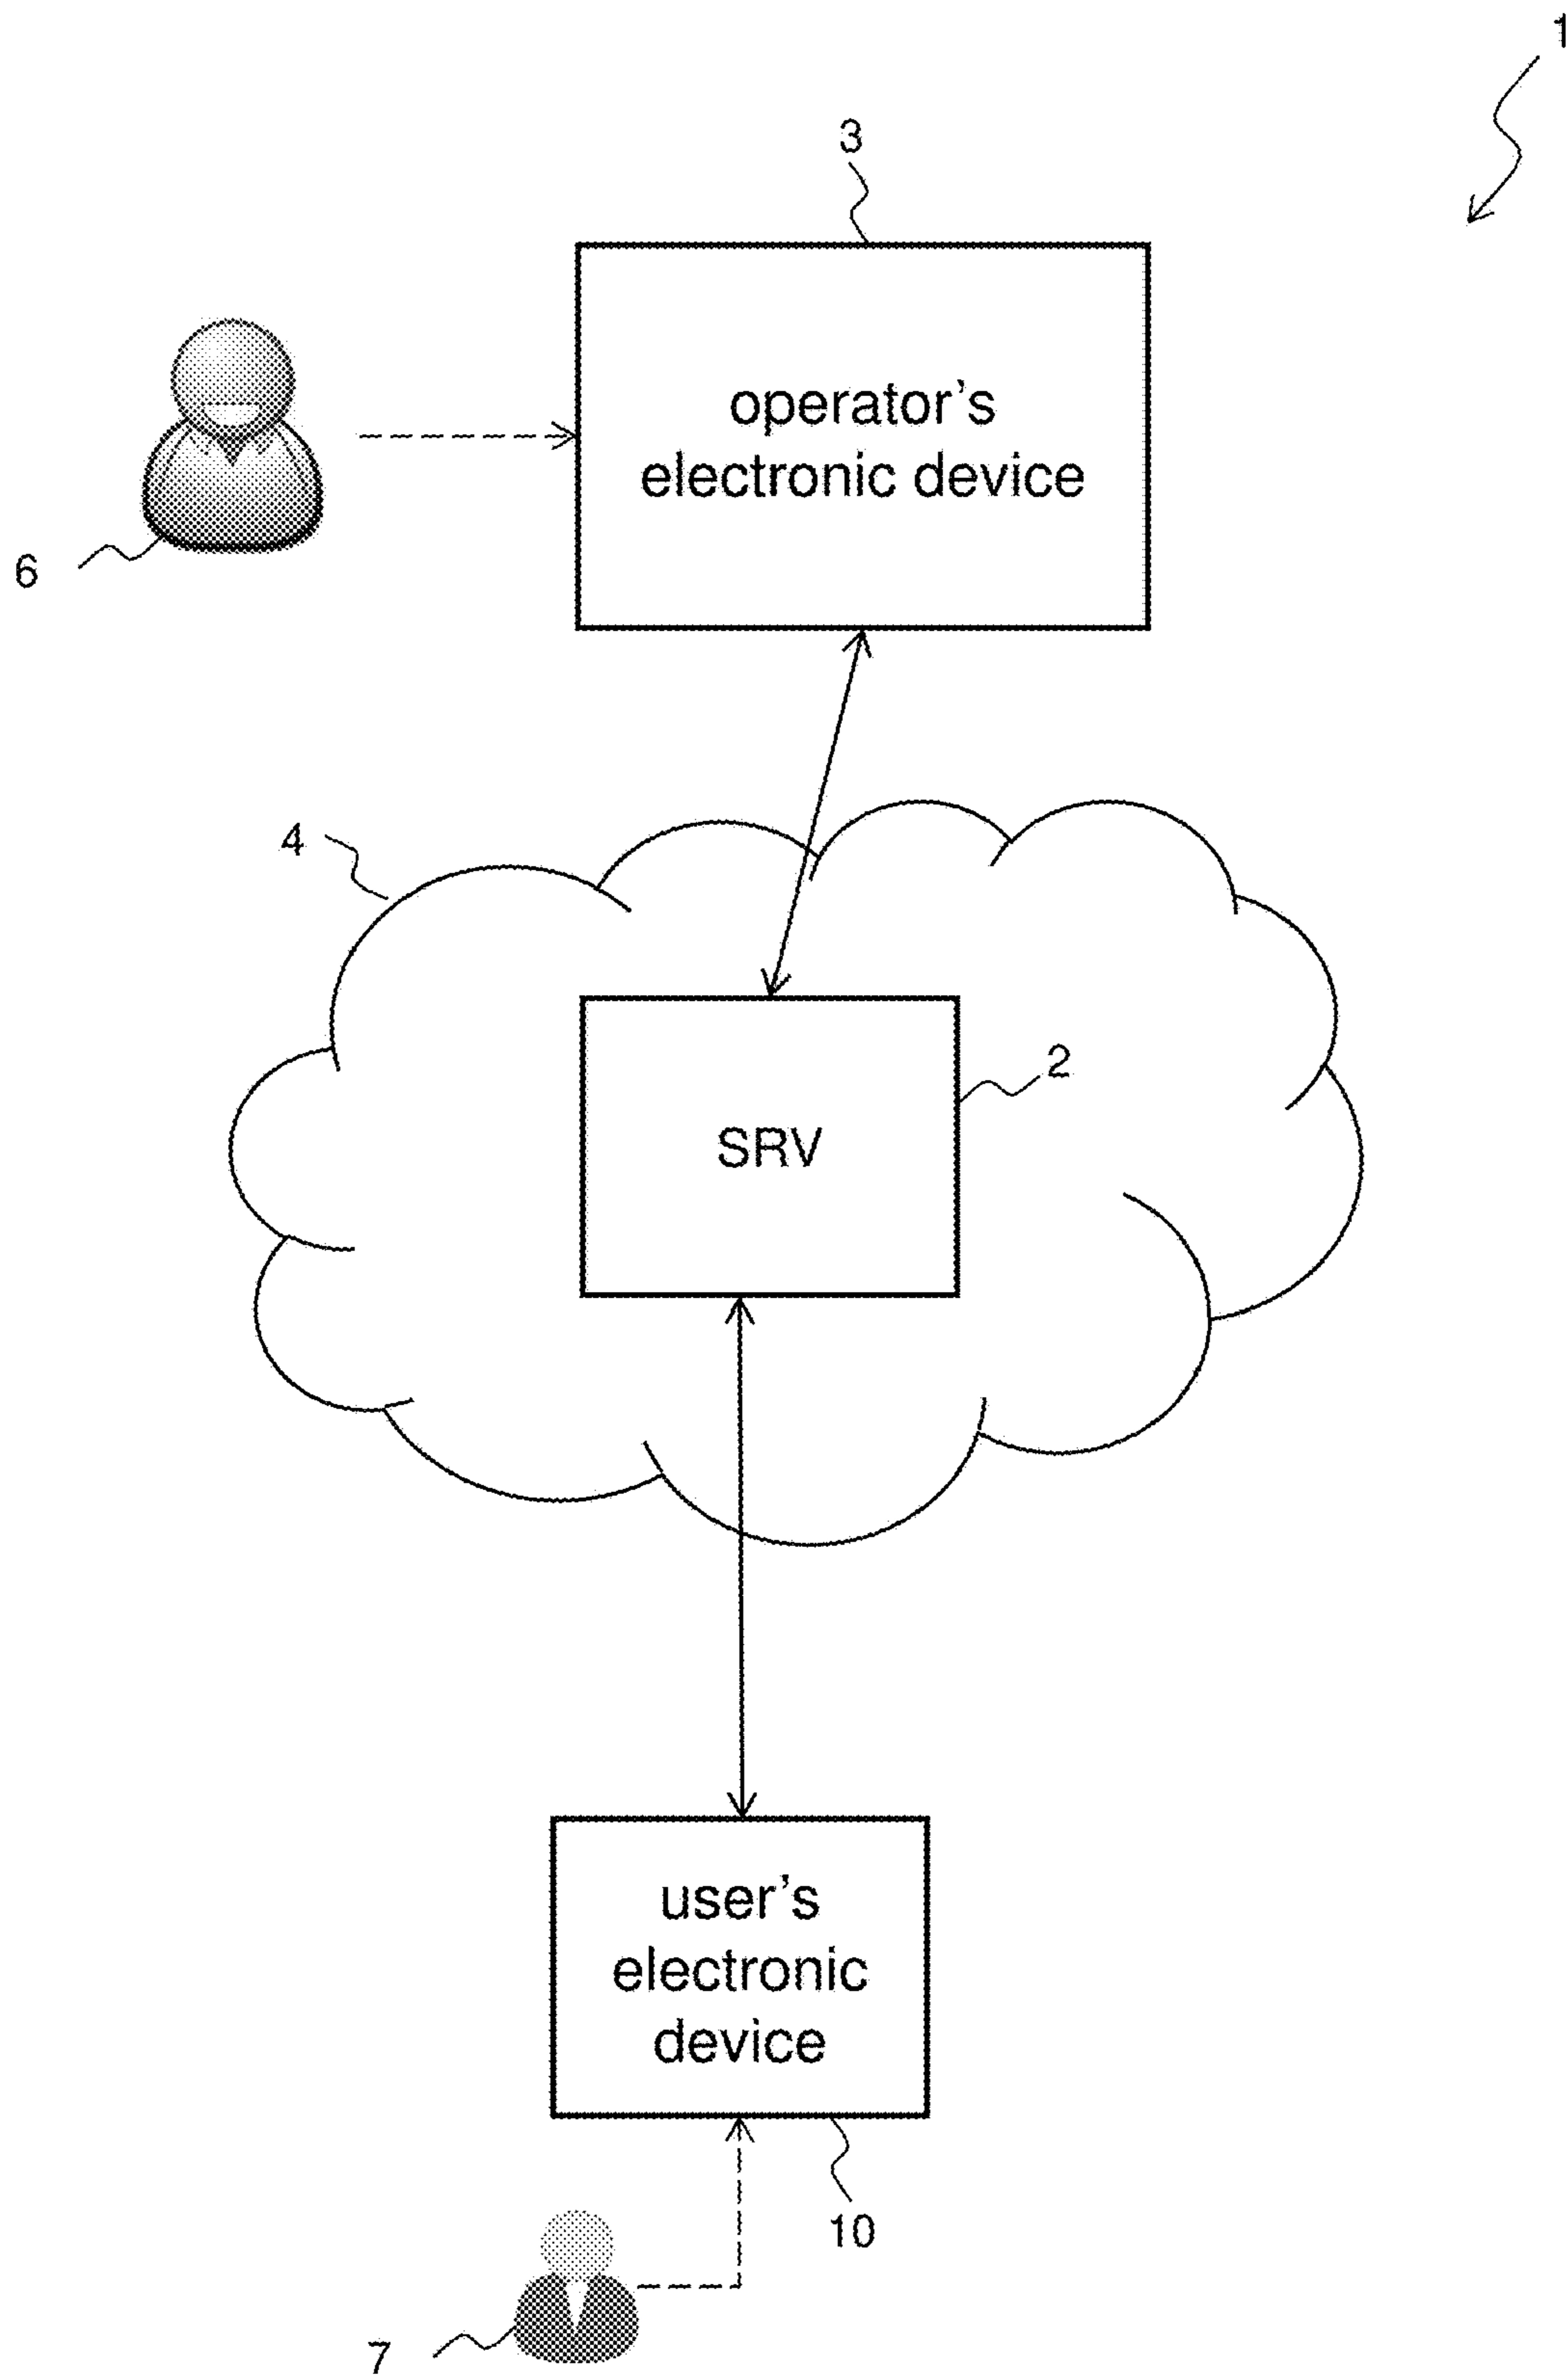 1
3
operator's
electronic device
6
4
2
SRV
user's
electronic
device
10
7